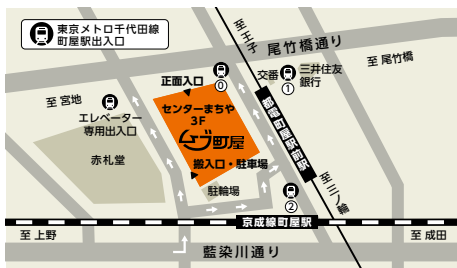 東京メトロ千代田線
町屋駅出入口
至 王子
尾竹橋通り
至 尾竹橋
正面入口
⓪
交番
①
三井住友
銀行
至 宮地
センターまちや
3F
ムーブ町屋
エレベーター
専用出入口
都電町屋駅前駅
赤札堂
搬入口・駐車場
駐輪場
至 三ノ輪
②
京成線町屋駅
至 上野
至 成田
藍染川通り